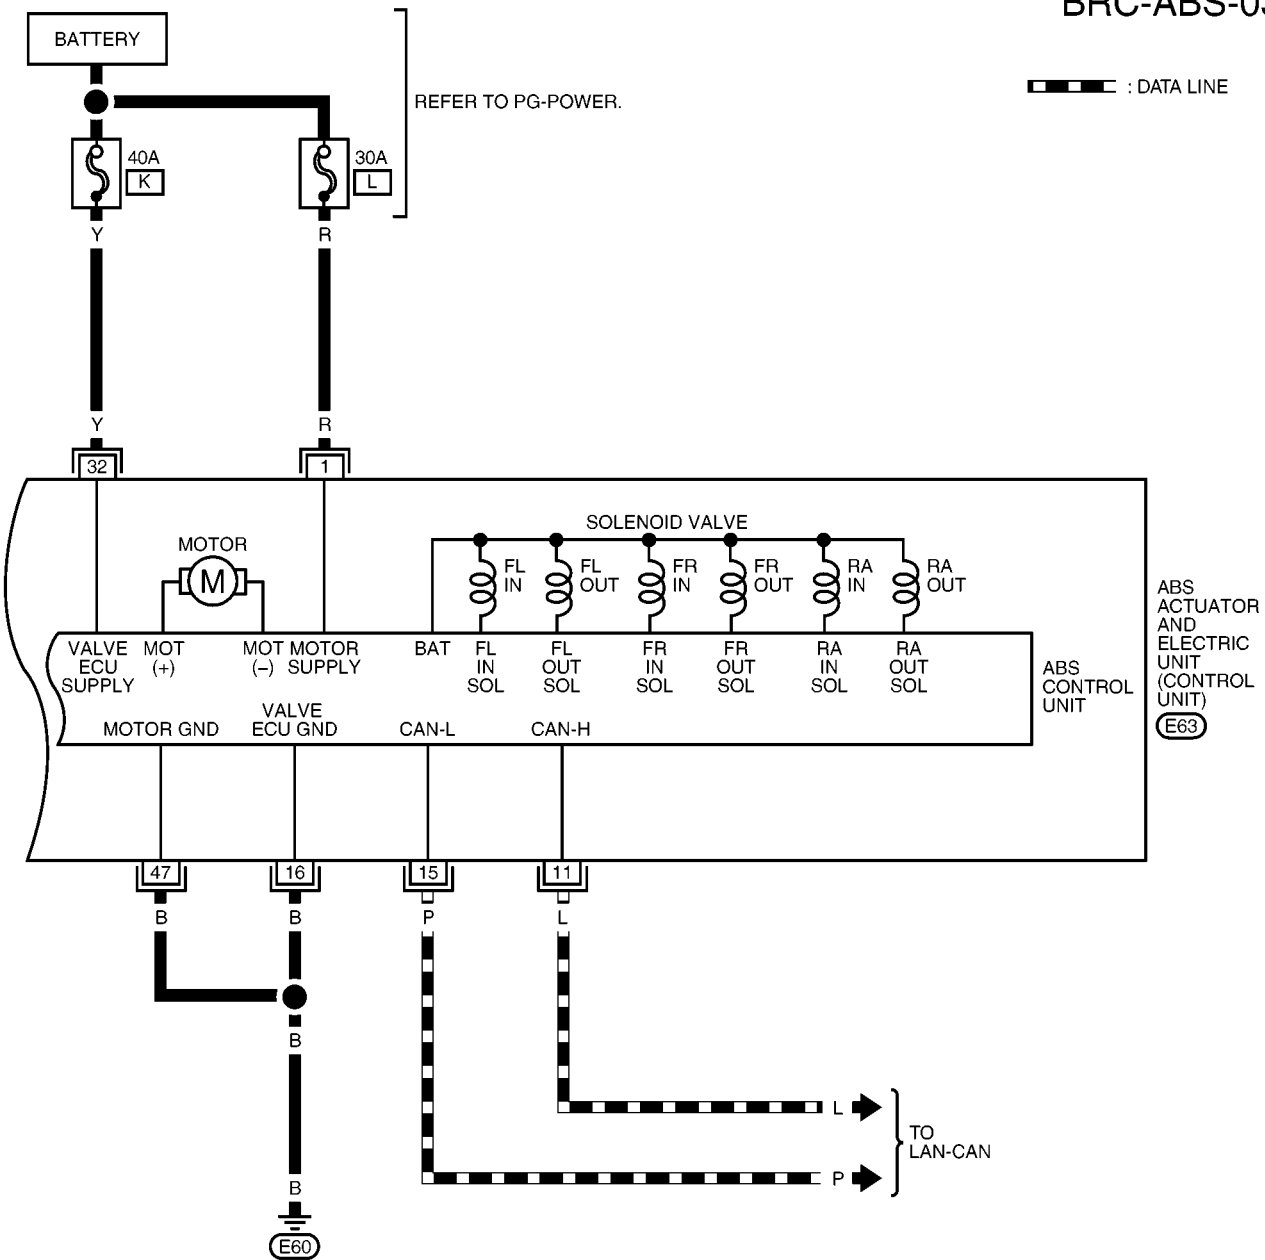 BRC-ABS-03
BATTERY
: DATA LINE
REFER TO PG-POWER.
40A
K
30A
L
Y
R
Y
R
32
1
SOLENOID VALVE
MOTOR
M
FL
IN
FL
OUT
FR
IN
FR
OUT
RA
IN
RA
OUT
VALVE
ECU
SUPPLY
MOT
(+)
MOT
(–)
MOTOR
SUPPLY
BAT
FL
IN
SOL
FL
OUT
SOL
FR
IN
SOL
FR
OUT
SOL
RA
IN
SOL
RA
OUT
SOL
ABS
CONTROL
UNIT
ABS
ACTUATOR
AND
ELECTRIC
UNIT
(CONTROL
UNIT)
E63
MOTOR GND
VALVE
ECU GND
CAN-L
CAN-H
47
16
15
11
B
B
P
L
B
L
P
TO
LAN-CAN
B
E60